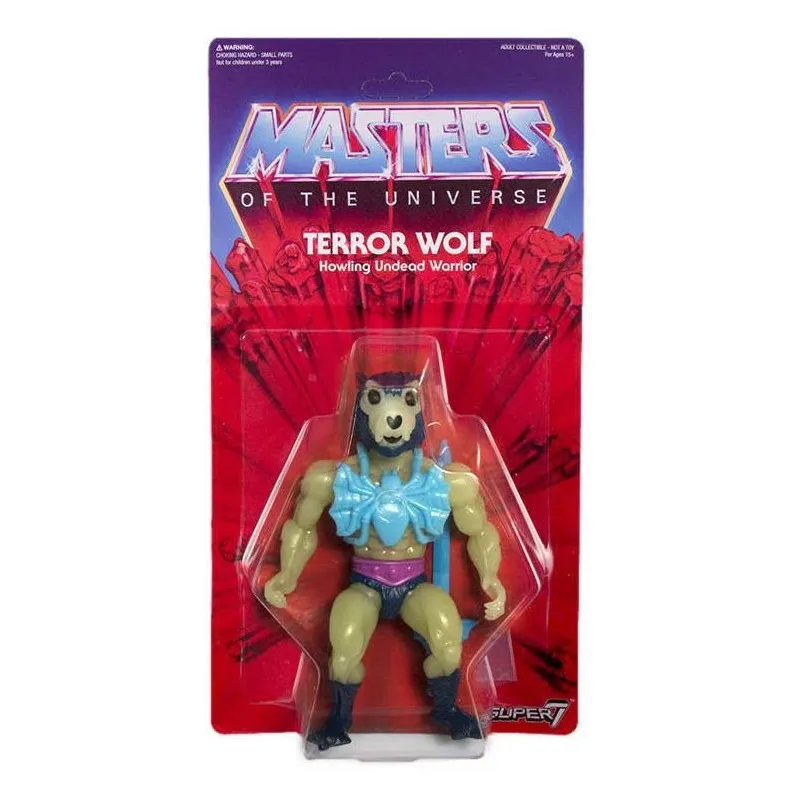 ⚠ WARNING:
CHOKING HAZARD - SMALL PARTS
Not for children under 3 years
ADULT COLLECTIBLE - NOT A TOY
For Ages 15+
MASTERS
OF THE UNIVERSE
TERROR WOLF
Howling Undead Warrior
SUPER7